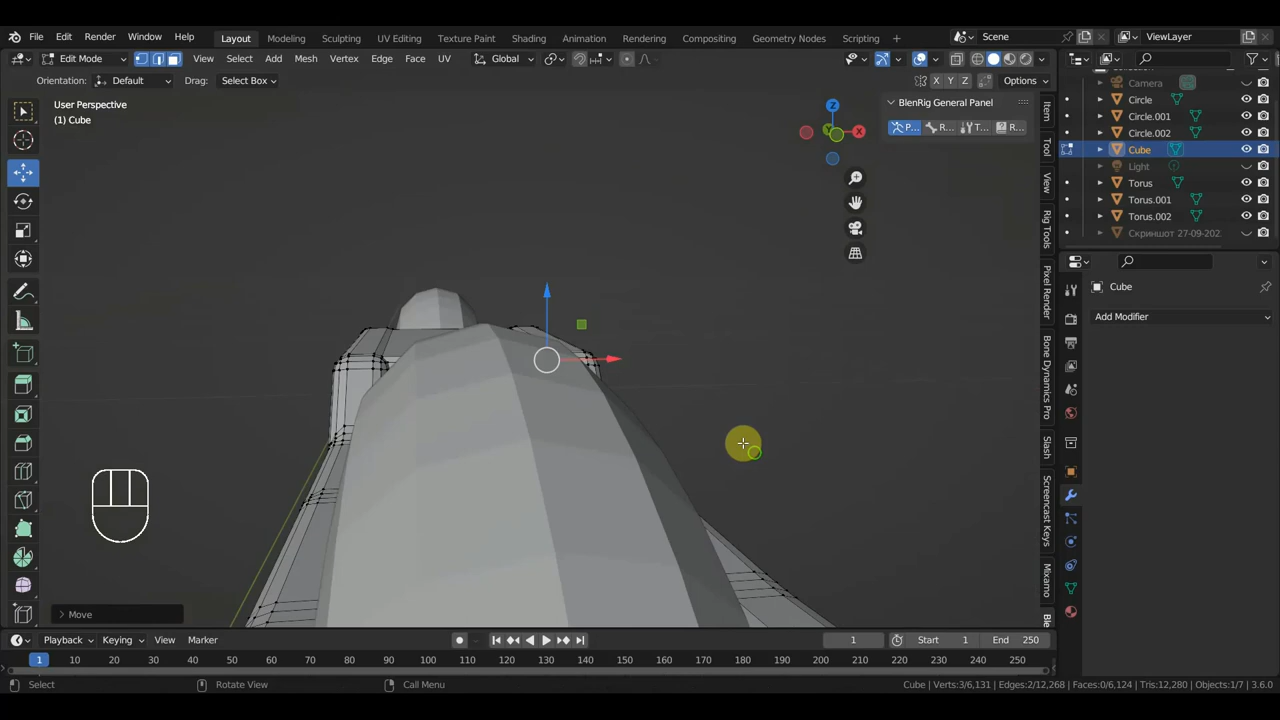 File Edit Render Window Help Layout Modeling Sculpting UV Editing Texture Paint Shading Animation Rendering Compositing Geometry Nodes Scripting + Scene ViewLayer
Edit Mode View Select Add Mesh Vertex Edge Face UV Global
Orientation: Default Drag: Select Box X Y Z Options
User Perspective
(1) Cube
BlenRig General Panel
P... R... T... R...
Z
X
Y
Item
Tool
View
Rig Tools
Pixel Render
Bone Dynamics Pro
Slash
Screencast Keys
Mixamo
Ble
Camera
Circle
Circle.001
Circle.002
Cube
Light
Torus
Torus.001
Torus.002
Скриншот 27-09-202.
Cube
Add Modifier
Move
Playback Keying View Marker 1 Start 1 End 250
1 10 20 30 40 50 60 70 80 90 100 110 120 130 140 150 160 170 180 190 200 210 220 230 240 250
Select Rotate View Call Menu Cube | Verts:3/6,131 | Edges:2/12,268 | Faces:0/6,124 | Tris:12,280 | Objects:1/7 | 3.6.0